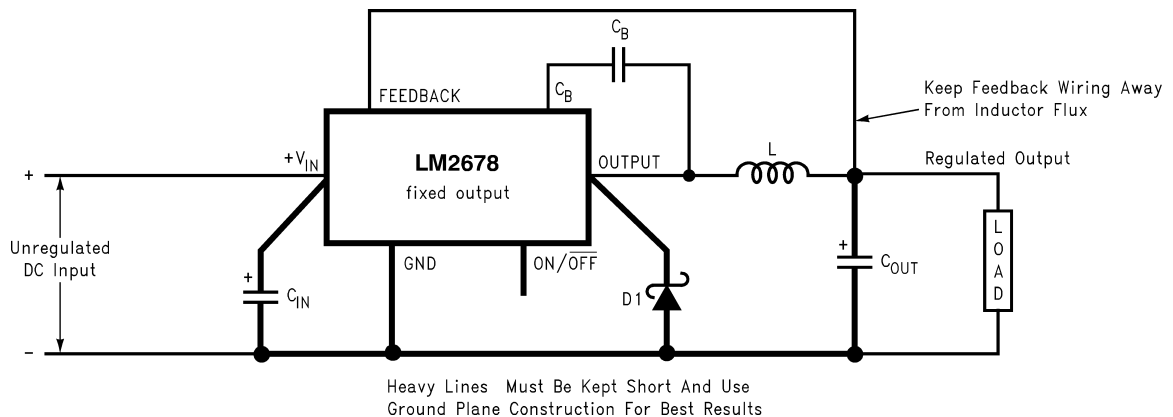 C_B
Keep Feedback Wiring Away
From Inductor Flux
FEEDBACK
C_B
+V_IN
LM2678
fixed output
OUTPUT
L
Regulated Output
+
Unregulated
DC Input
−
+
C_IN
GND
ON/O̅F̅F̅
D1
+
C_OUT
LOAD
Heavy Lines Must Be Kept Short And Use
Ground Plane Construction For Best Results